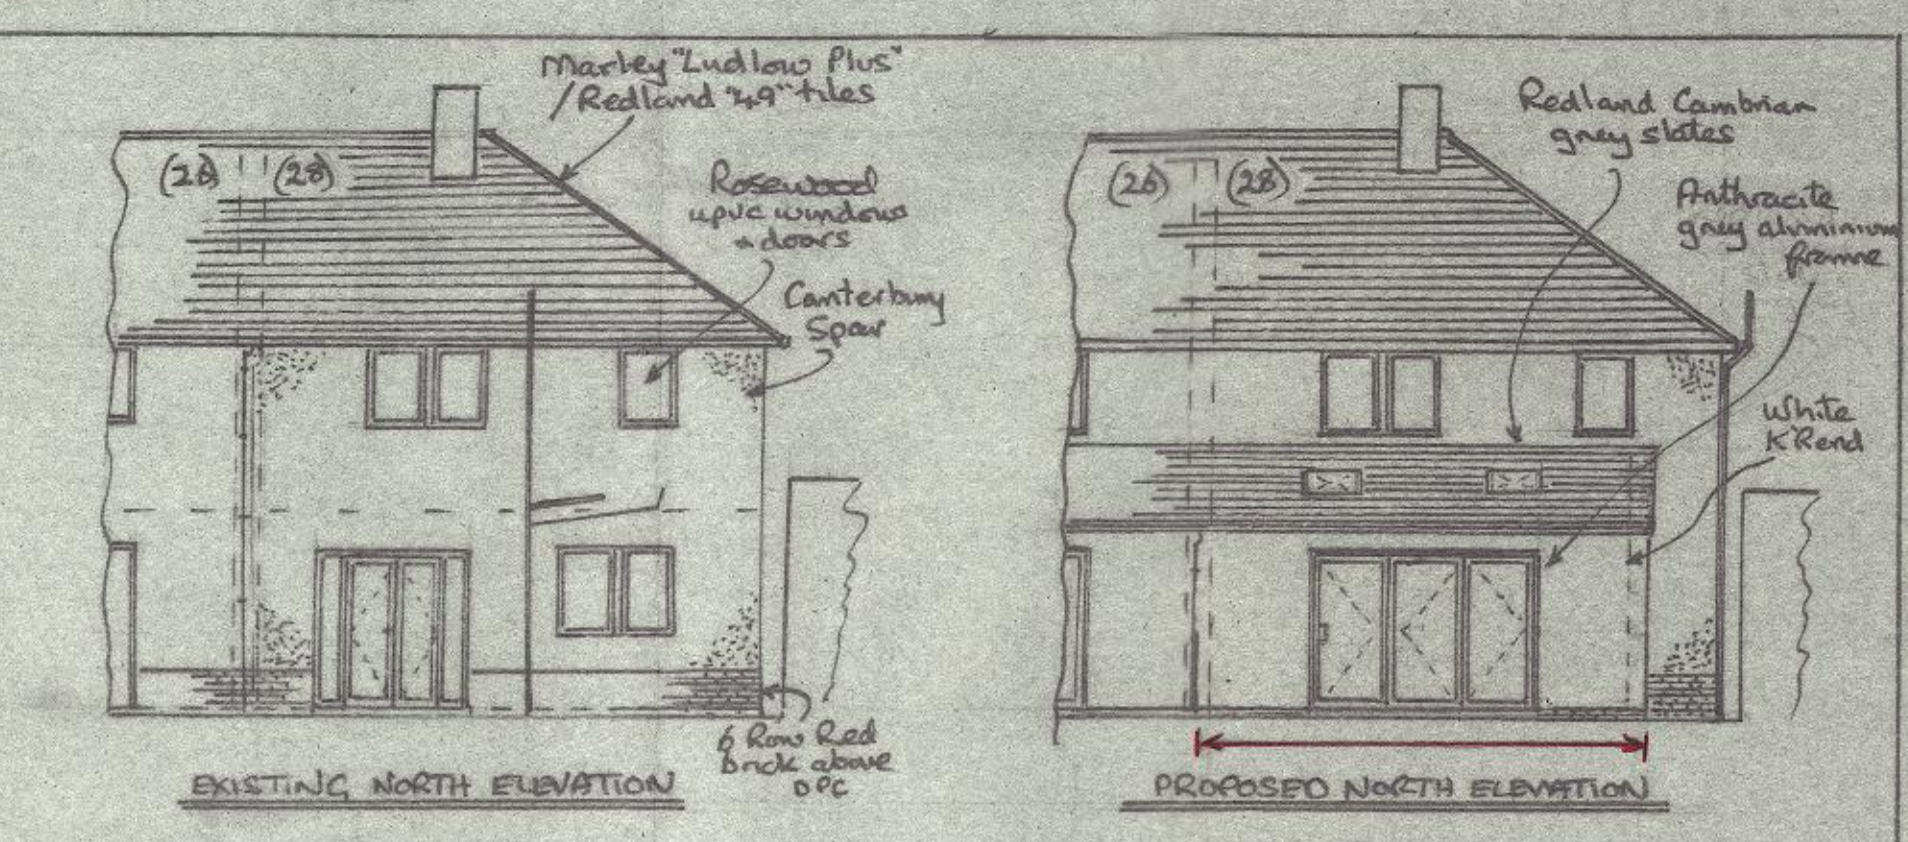 Marley "Ludlow Plus"
/Redland "49" tiles
(26) (28)
Rosewood
upvc windows
& doors
Canterbury
Spar
6 Row Red
brick above
DPC
EXISTING NORTH ELEVATION
Redland Cambrian
grey slates
(26) (28)
Anthracite
grey aluminium
frame
White
K'Rend
PROPOSED NORTH ELEVATION